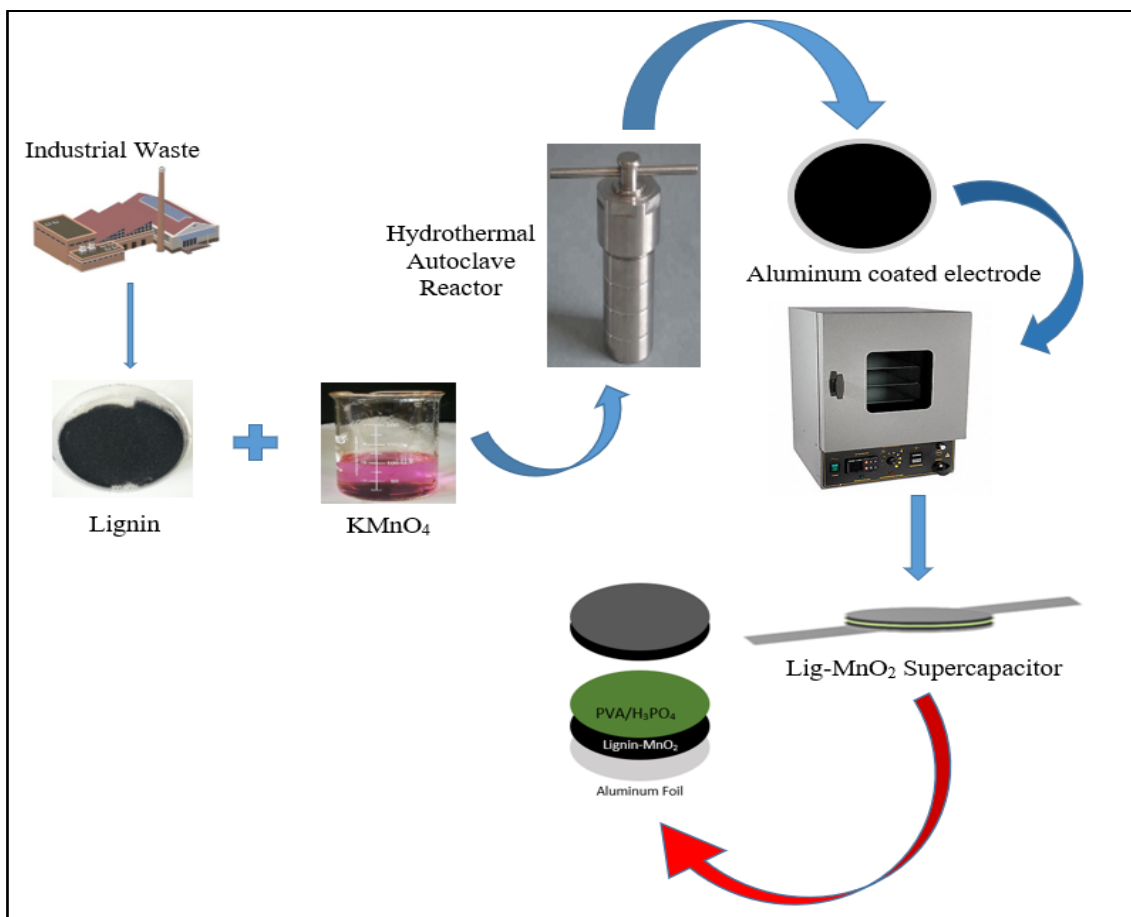 Industrial Waste
Hydrothermal
Autoclave
Reactor
Aluminum coated electrode
Lignin
KMnO₄
Lig-MnO₂ Supercapacitor
PVA/H₃PO₄
Lignin-MnO₂
Aluminum Foil